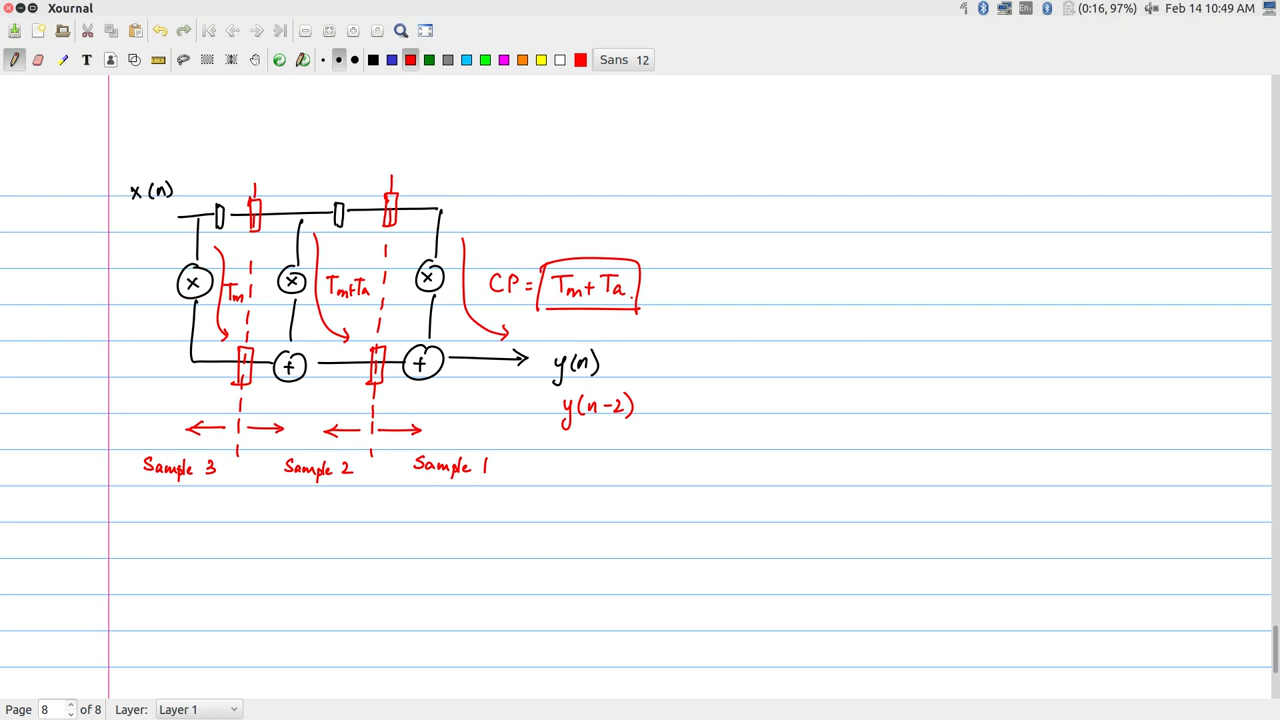 Xournal
En
(0:16, 97%)
Feb 14 10:49 AM
T
Sans 12
x(n)
x
x
x
Tm
Tm+Ta
CP = Tm + Ta.
+
+
y(n)
y(n-2)
Sample 3
Sample 2
Sample 1
Page 8 of 8 Layer: Layer 1